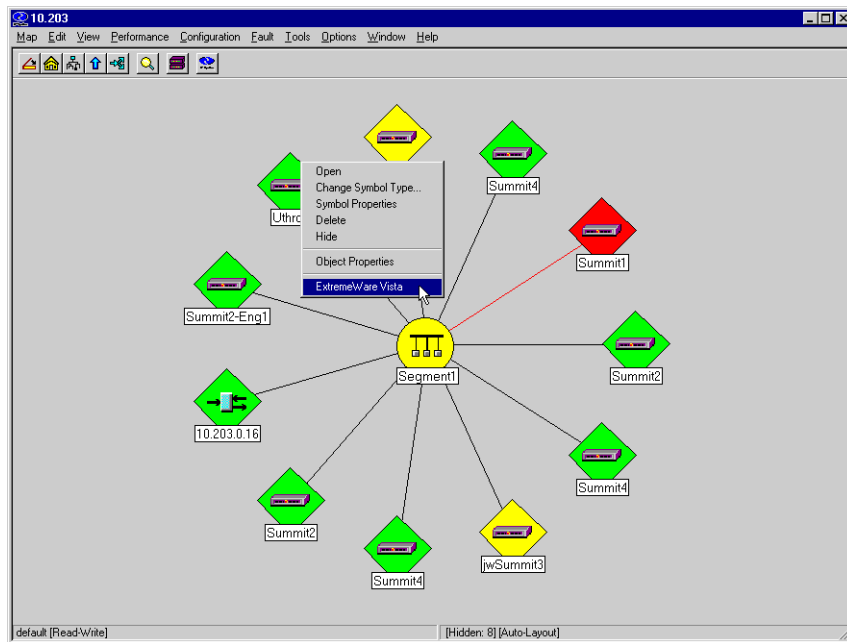 10.203
Map Edit View Performance Configuration Fault Tools Options Window Help
Summit4
Open
Change Symbol Type...
Symbol Properties
Delete
Hide
Object Properties
ExtremeWare Vista
Summit1
Summit2-Eng1
Segment1
Summit2
10.203.0.16
Summit4
Summit2
jwSummit3
Summit4
default [Read-Write]
[Hidden: 8] [Auto-Layout]